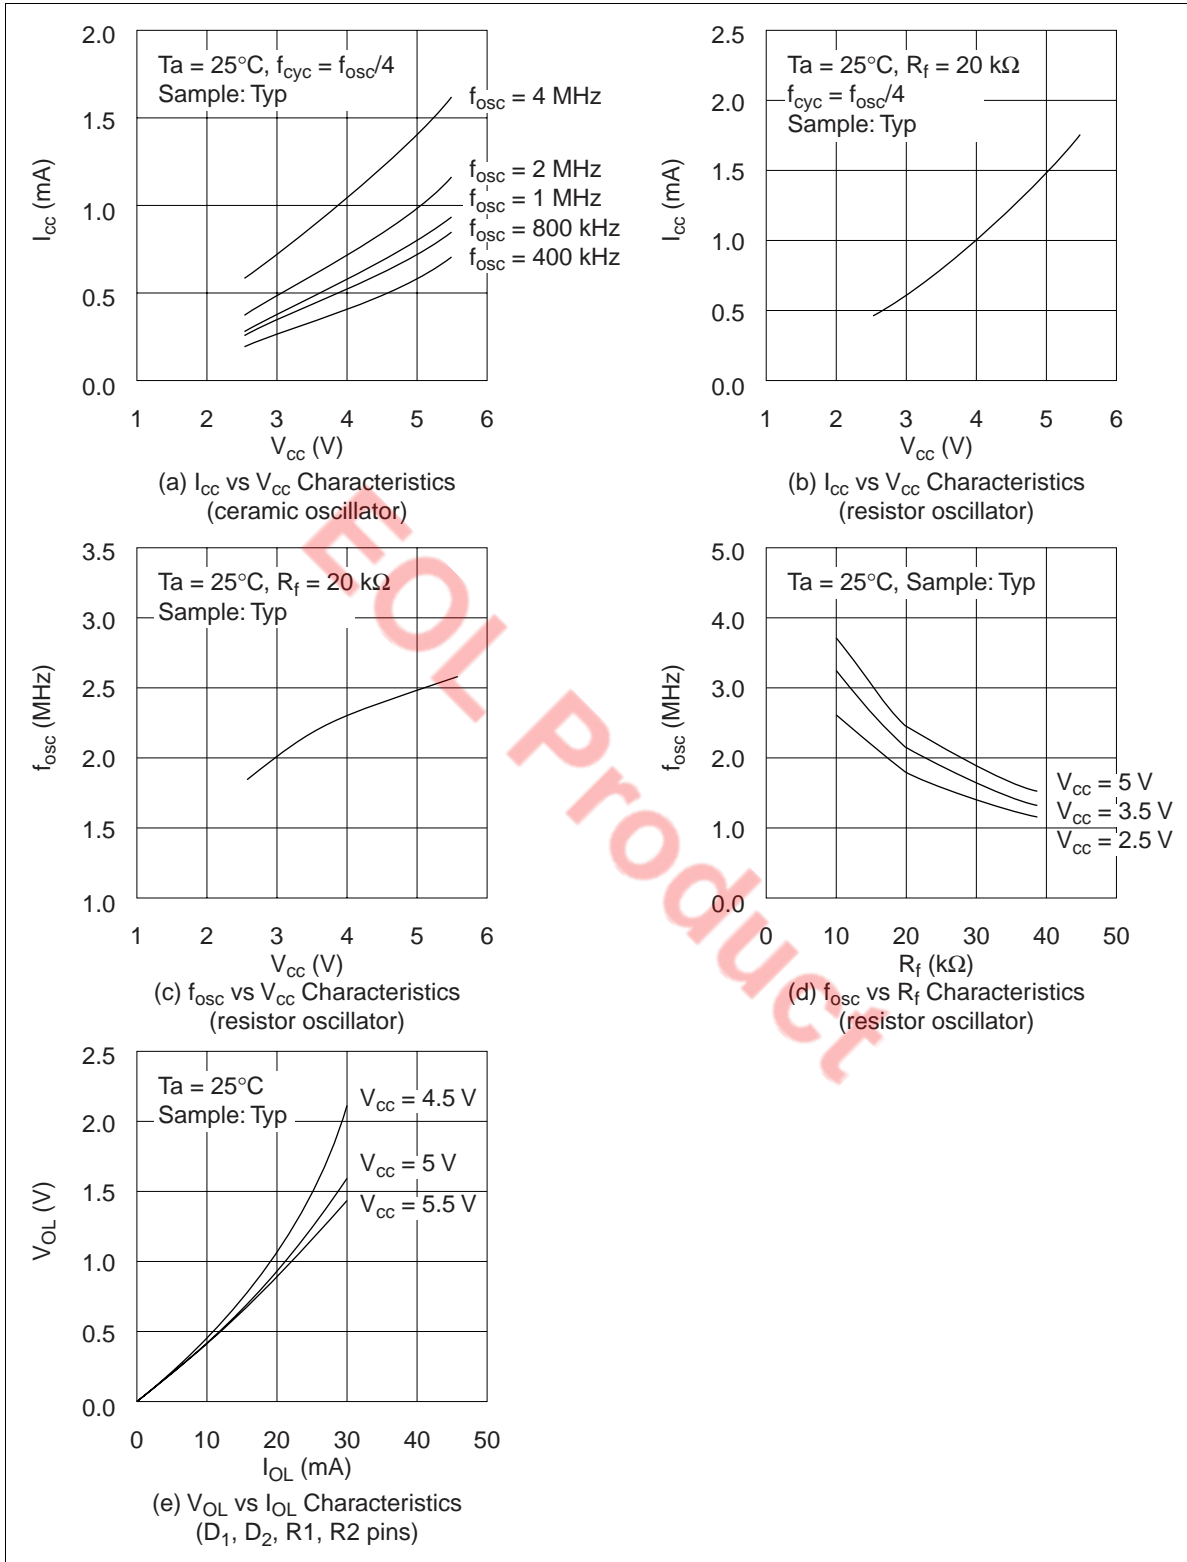 2.0
1.5
1.0
0.5
0.0
Icc (mA)
Ta = 25°C, fcyc = fosc/4
Sample: Typ
fosc = 4 MHz
fosc = 2 MHz
fosc = 1 MHz
fosc = 800 kHz
fosc = 400 kHz
1 2 3 4 5 6
Vcc (V)
(a) Icc vs Vcc Characteristics
(ceramic oscillator)
2.5
2.0
1.5
1.0
0.5
0.0
Icc (mA)
Ta = 25°C, Rf = 20 kΩ
fcyc = fosc/4
Sample: Typ
1 2 3 4 5 6
Vcc (V)
(b) Icc vs Vcc Characteristics
(resistor oscillator)
3.5
3.0
2.5
2.0
1.5
1.0
fosc (MHz)
Ta = 25°C, Rf = 20 kΩ
Sample: Typ
1 2 3 4 5 6
Vcc (V)
(c) fosc vs Vcc Characteristics
(resistor oscillator)
5.0
4.0
3.0
2.0
1.0
0.0
fosc (MHz)
Ta = 25°C, Sample: Typ
Vcc = 5 V
Vcc = 3.5 V
Vcc = 2.5 V
0 10 20 30 40 50
Rf (kΩ)
(d) fosc vs Rf Characteristics
(resistor oscillator)
2.5
2.0
1.5
1.0
0.5
0.0
VOL (V)
Ta = 25°C
Sample: Typ
Vcc = 4.5 V
Vcc = 5 V
Vcc = 5.5 V
0 10 20 30 40 50
IOL (mA)
(e) VOL vs IOL Characteristics
(D1, D2, R1, R2 pins)
EOL Product